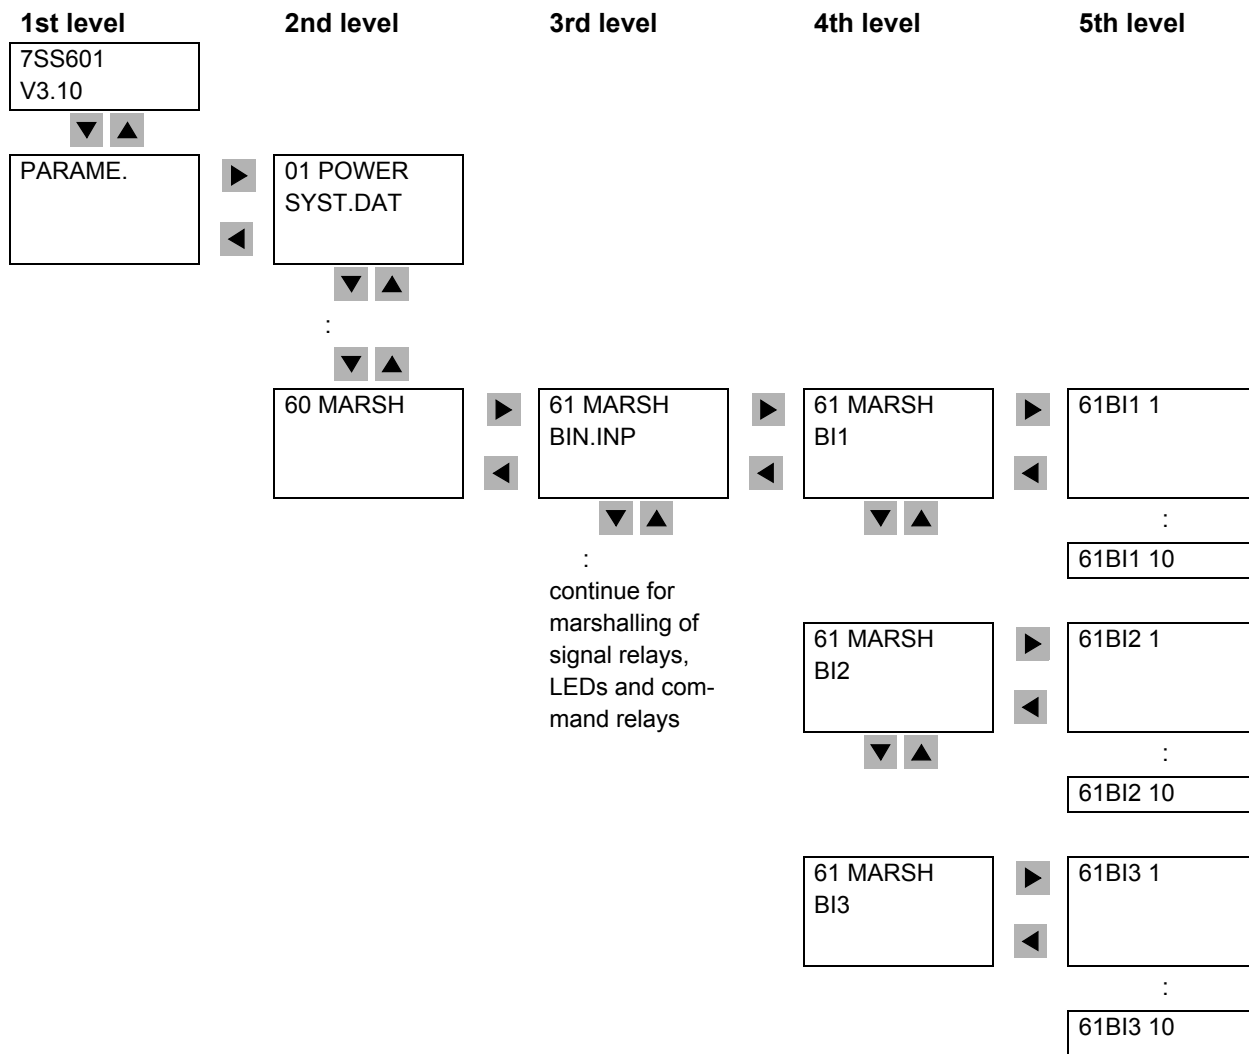 1st level
2nd level
3rd level
4th level
5th level
7SS601
V3.10
PARAME.
01 POWER
SYST.DAT
:
:
60 MARSH
61 MARSH
BIN.INP
61 MARSH
BI1
61BI1 1
:
continue for
marshalling of
signal relays,
LEDs and com-
mand relays
:
61BI1 10
61 MARSH
BI2
61BI2 1
:
61BI2 10
61 MARSH
BI3
61BI3 1
:
61BI3 10